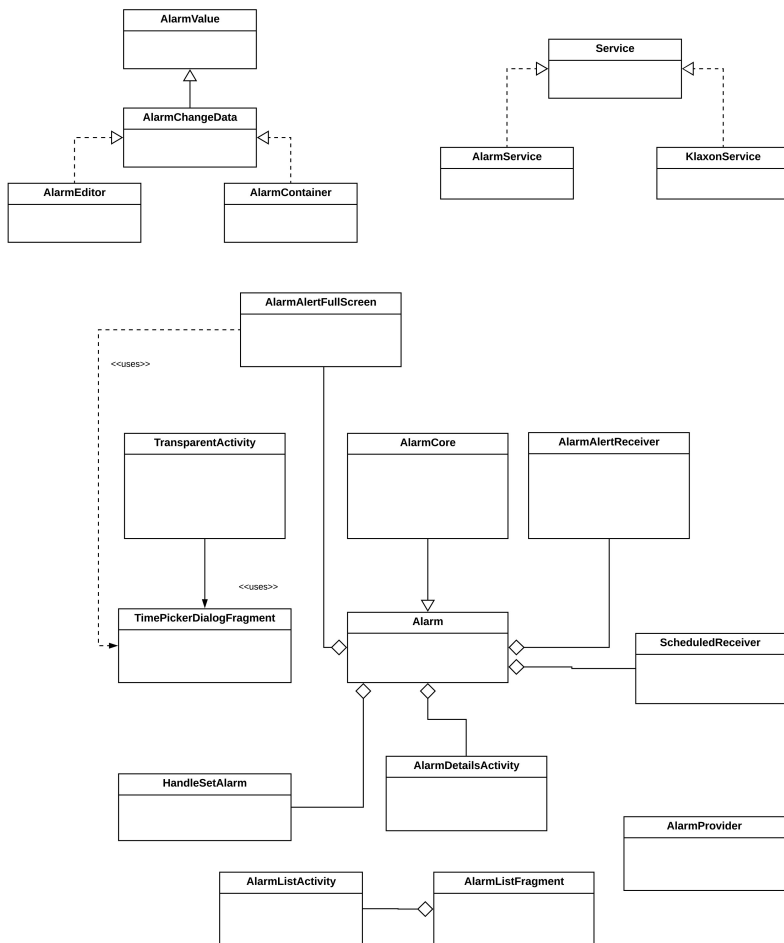 AlarmValue
Service
AlarmChangeData
AlarmService
KlaxonService
AlarmEditor
AlarmContainer
AlarmAlertFullScreen
<<uses>>
TransparentActivity
AlarmCore
AlarmAlertReceiver
<<uses>>
TimePickerDialogFragment
Alarm
ScheduledReceiver
AlarmDetailsActivity
HandleSetAlarm
AlarmProvider
AlarmListActivity
AlarmListFragment